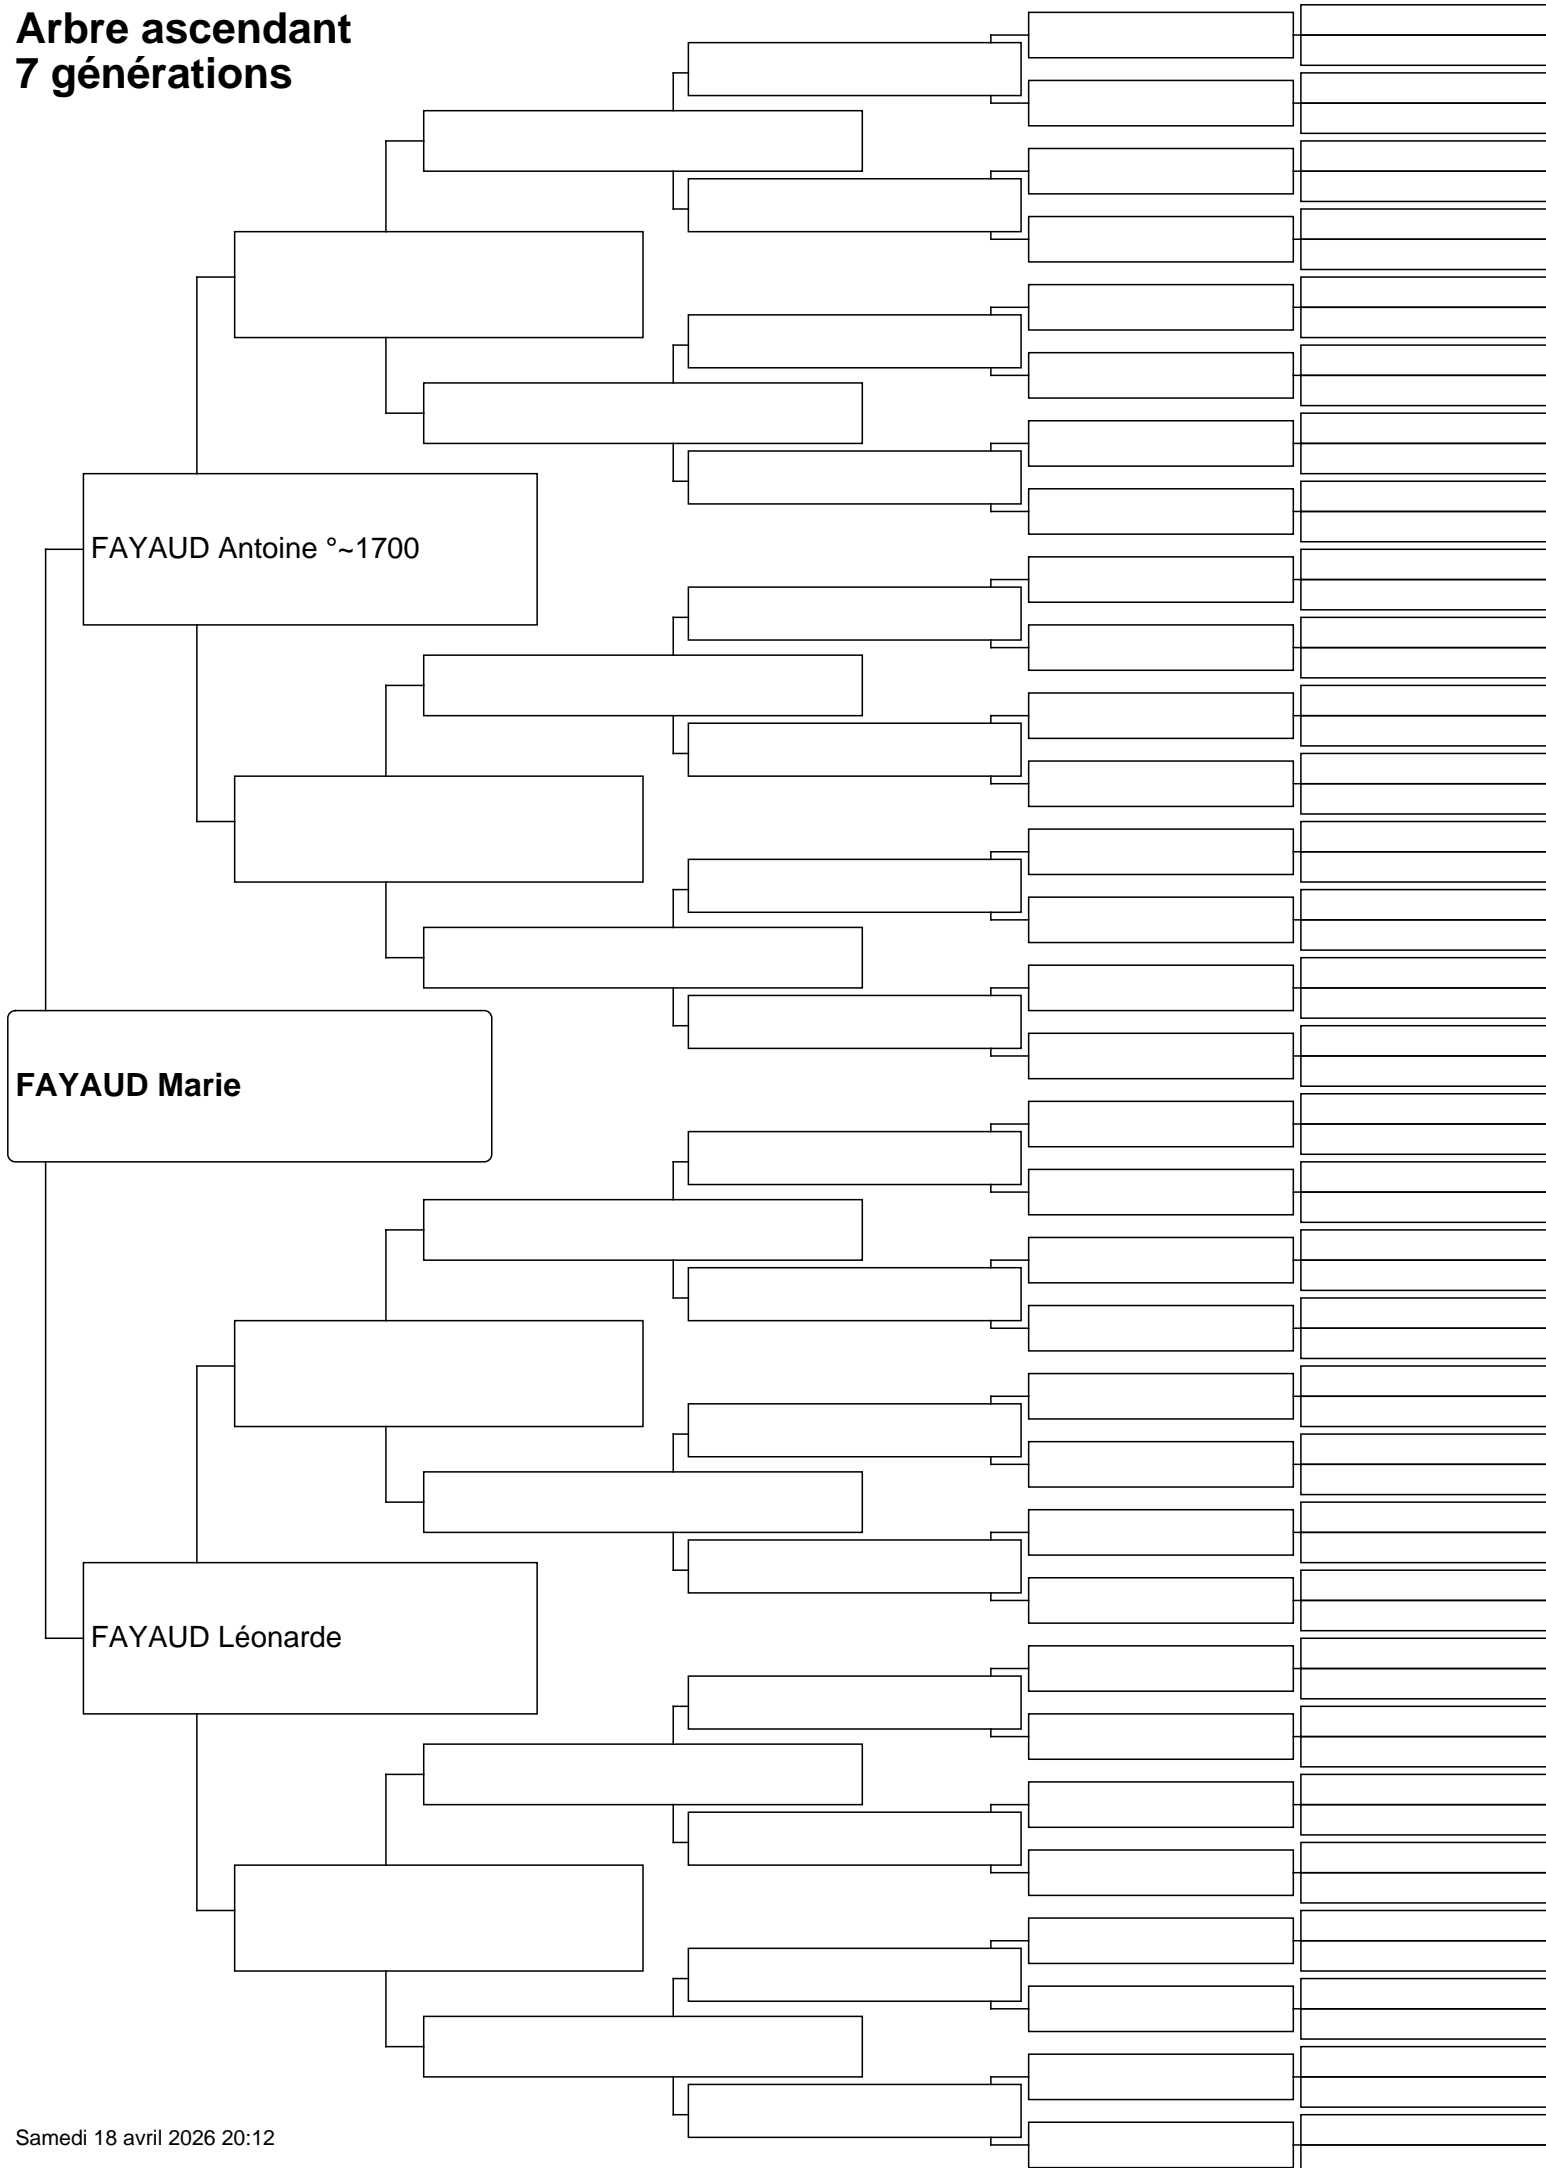 Arbre ascendant
7 générations
FAYAUD Antoine °~1700
FAYAUD Marie
FAYAUD Léonarde
Samedi 18 avril 2026 20:12